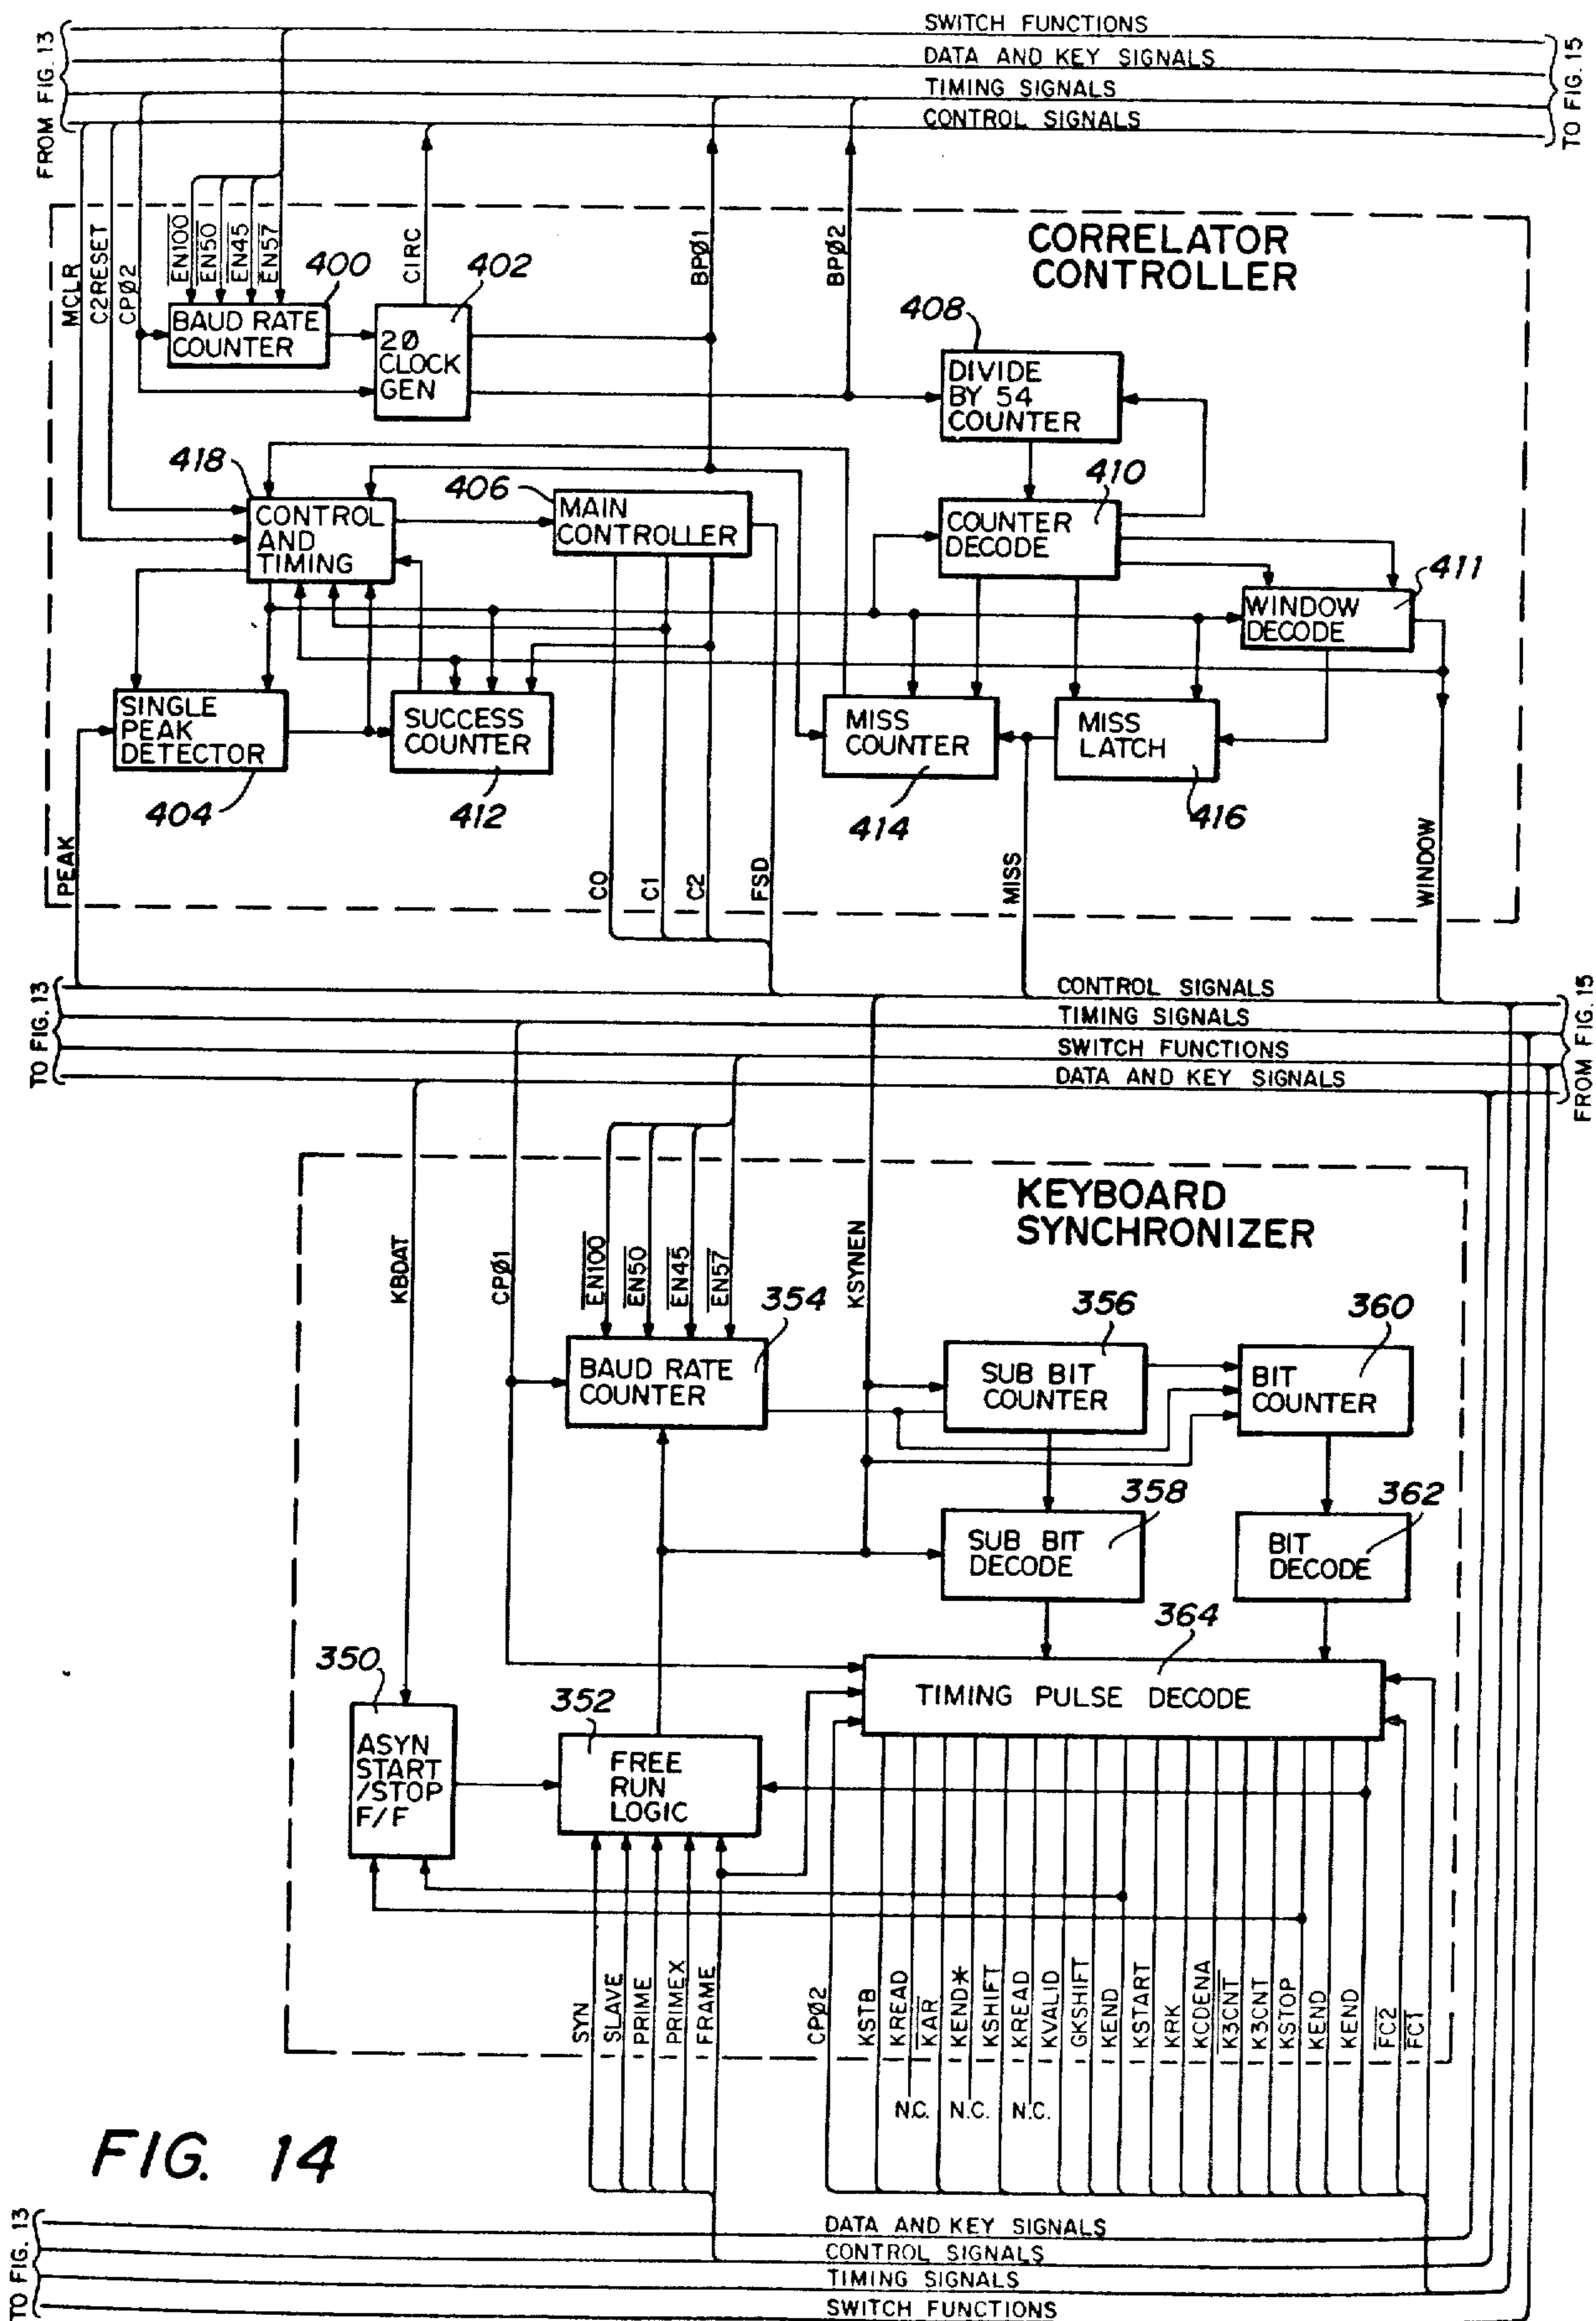 SWITCH FUNCTIONS
DATA AND KEY SIGNALS
TIMING SIGNALS
CONTROL SIGNALS
FROM FIG. 13
TO FIG. 15
MCLR
C2RESET
CPØ2
EN100
EN50
EN45
EN57
CIRC
BPØ1
BPØ2
CORRELATOR
CONTROLLER
400
BAUD RATE
COUNTER
402
2Ø
CLOCK
GEN
408
DIVIDE
BY 54
COUNTER
418
CONTROL
AND
TIMING
406
MAIN
CONTROLLER
410
COUNTER
DECODE
411
WINDOW
DECODE
SINGLE
PEAK
DETECTOR
404
SUCCESS
COUNTER
412
MISS
COUNTER
414
MISS
LATCH
416
PEAK
C0
C1
C2
FSD
MISS
WINDOW
TO FIG. 13
CONTROL SIGNALS
TIMING SIGNALS
SWITCH FUNCTIONS
DATA AND KEY SIGNALS
FROM FIG. 15
KEYBOARD
SYNCHRONIZER
KBDAT
CPØ1
EN100
EN50
EN45
EN57
KSYNEN
354
BAUD RATE
COUNTER
356
SUB BIT
COUNTER
360
BIT
COUNTER
358
SUB BIT
DECODE
362
BIT
DECODE
350
ASYN
START
/STOP
F/F
352
FREE
RUN
LOGIC
364
TIMING PULSE DECODE
SYN
SLAVE
PRIME
PRIMEX
FRAME
CPØ2
KSTB
KREAD
KAR
KEND*
KSHIFT
KREAD
KVALID
GKSHIFT
KEND
KSTART
KRK
KCDENA
K3CNT
K3CNT
KSTOP
KEND
KEND
FC2
FC1
N.C. N.C. N.C.
FIG. 14
TO FIG. 13
DATA AND KEY SIGNALS
CONTROL SIGNALS
TIMING SIGNALS
SWITCH FUNCTIONS